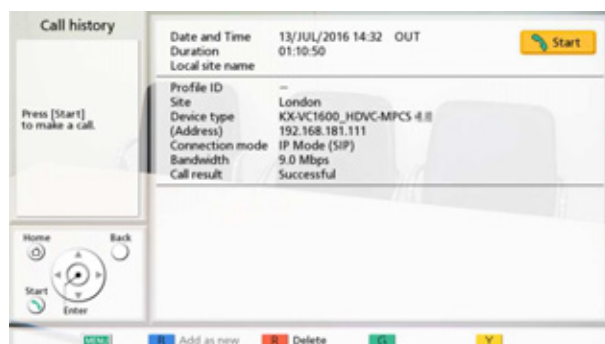 Call history
Date and Time 13/JUL/2016 14:32 OUT
Duration 01:10:50
Local site name
Start
Profile ID —
Site London
Device type KX-VC1600_HDVC-MPCS
(Address) 192.168.181.111
Connection mode IP Mode (SIP)
Bandwidth 9.0 Mbps
Call result Successful
Press [Start]
to make a call.
Home Back
Start
Enter
MENU B Add as new R Delete G Y